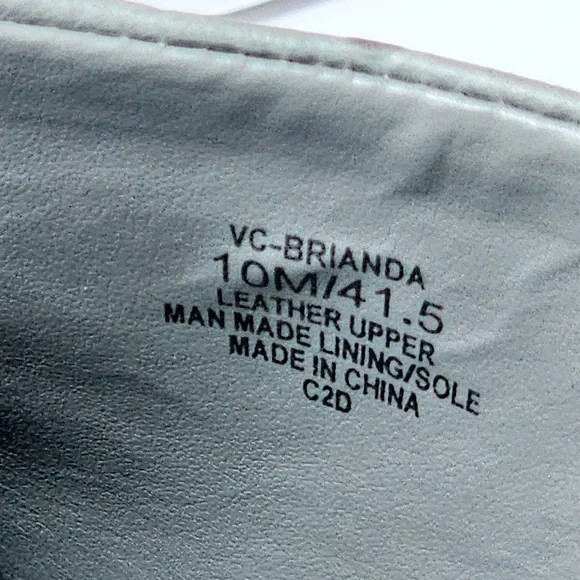 VC-BRIANDA
10M/41.5
LEATHER UPPER
MAN MADE LINING/SOLE
MADE IN CHINA
C2D